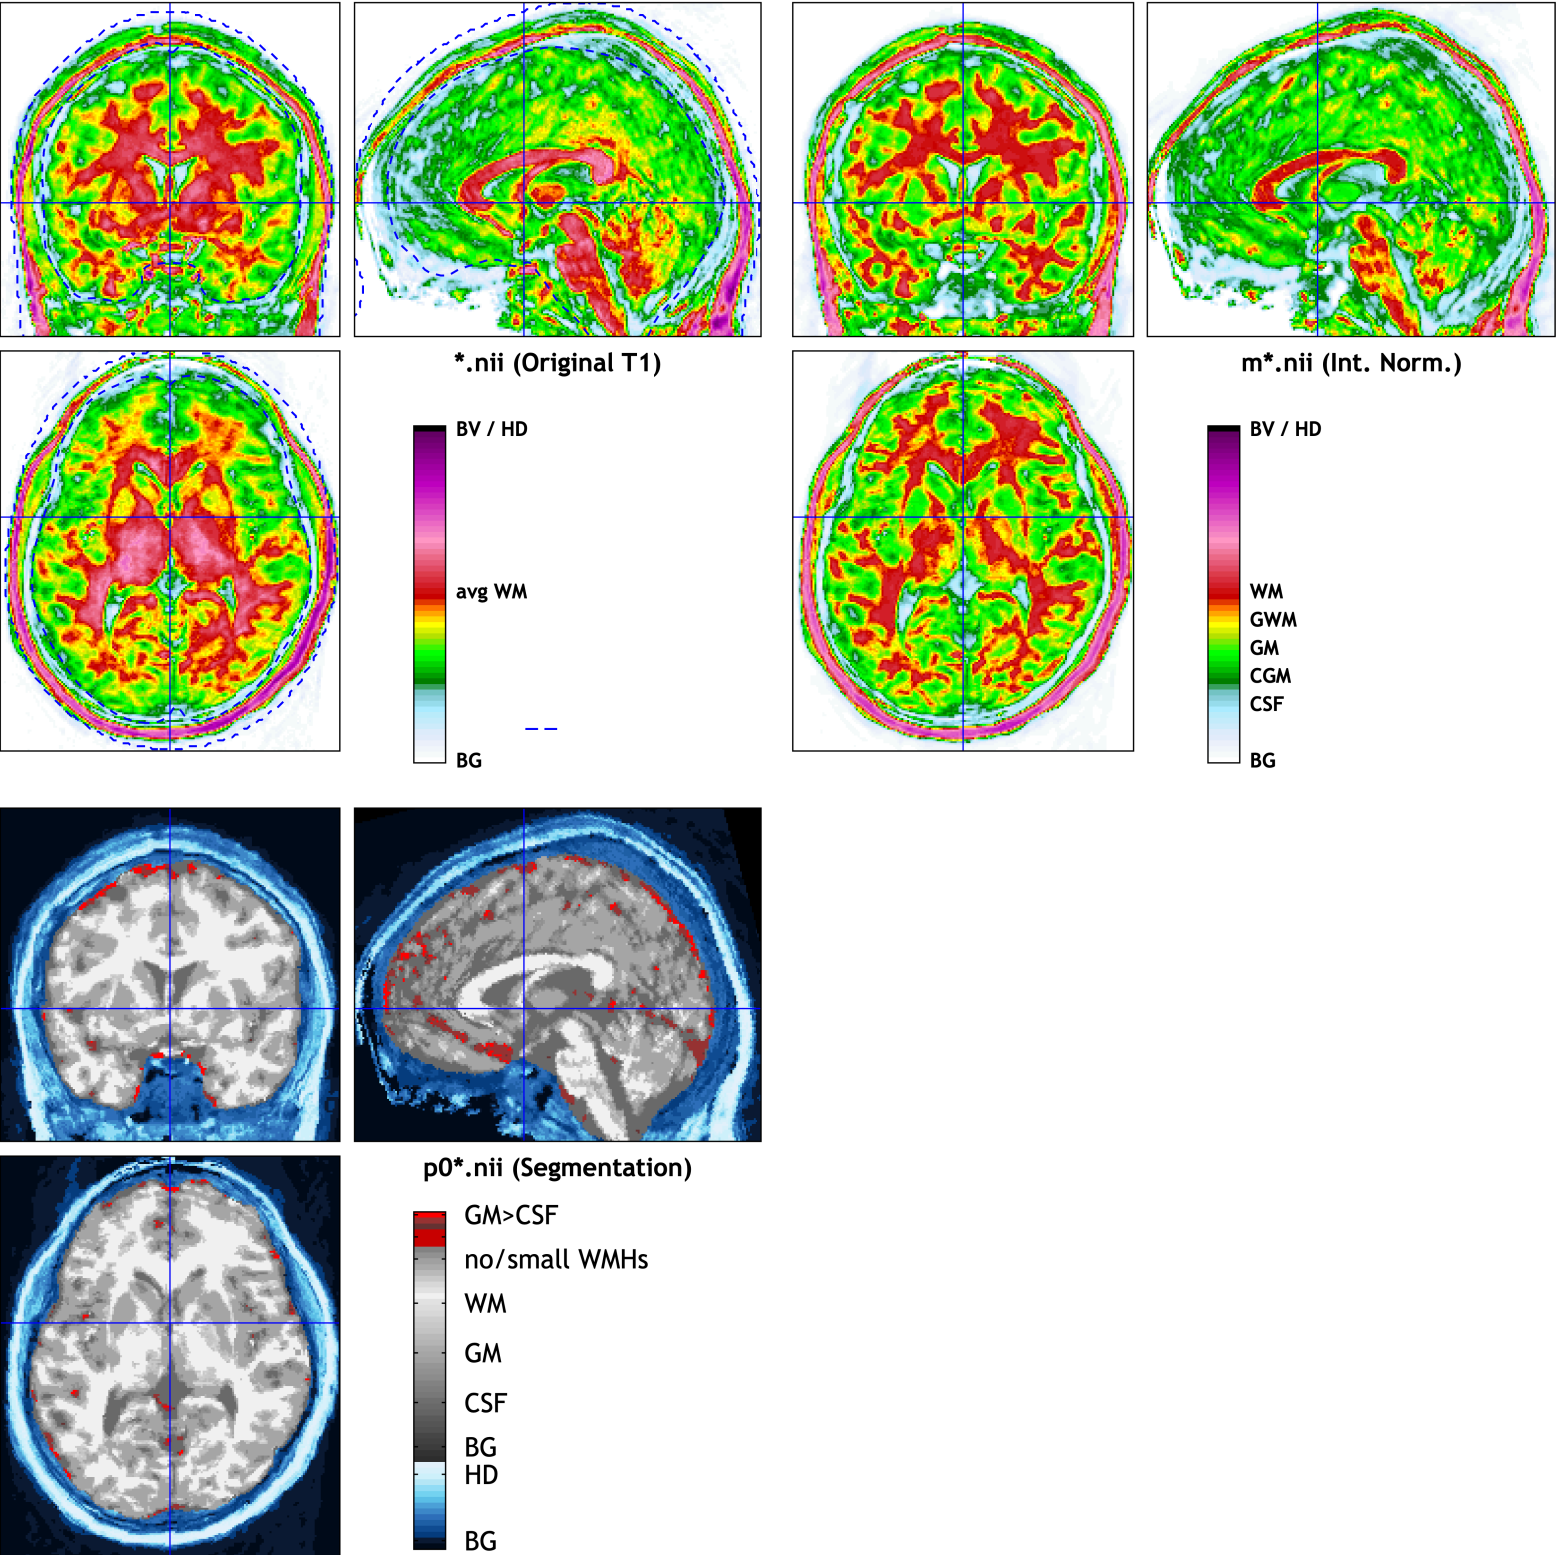 *.nii (Original T1)
BV / HD
avg WM
BG
m*.nii (Int. Norm.)
BV / HD
WM
GWM
GM
CGM
CSF
BG
p0*.nii (Segmentation)
GM>CSF
no/small WMHs
WM
GM
CSF
BG
HD
BG